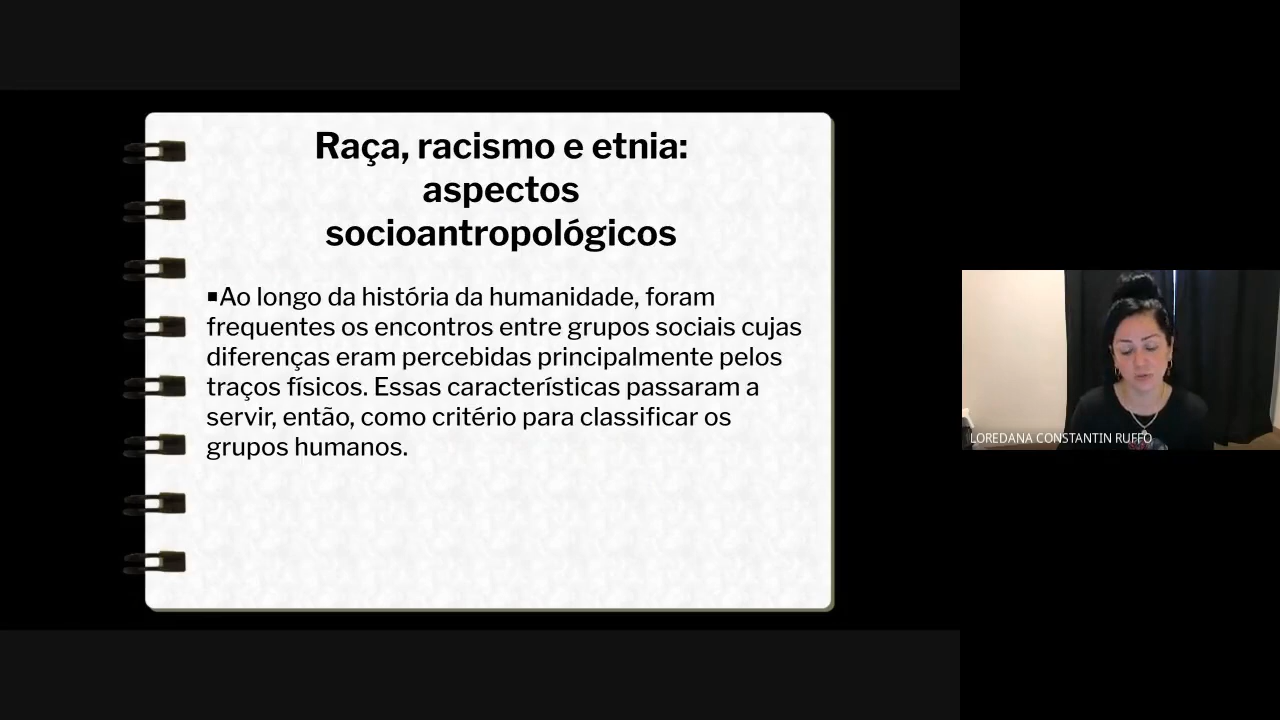 Raça, racismo e etnia:
aspectos
socioantropológicos
▪Ao longo da história da humanidade, foram
frequentes os encontros entre grupos sociais cujas
diferenças eram percebidas principalmente pelos
traços físicos. Essas características passaram a
servir, então, como critério para classificar os
grupos humanos.
LOREDANA CONSTANTIN RUFFO